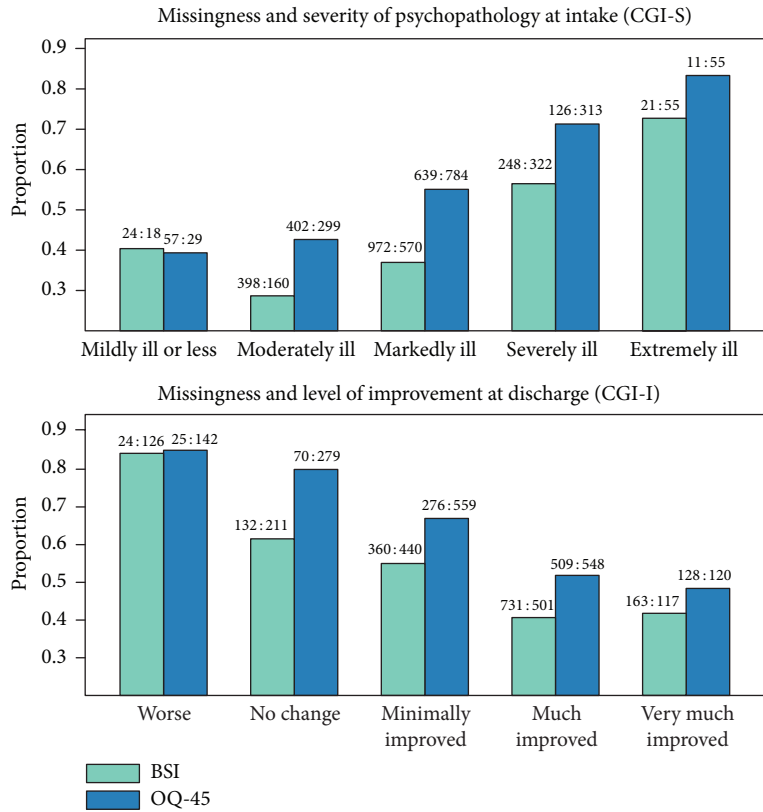 Missingness and severity of psychopathology at intake (CGI-S)
Proportion
0.9
0.8
0.7
0.6
0.5
0.4
0.3
24 : 18
57 : 29
398 : 160
402 : 299
972 : 570
639 : 784
248 : 322
126 : 313
21 : 55
11 : 55
Mildly ill or less
Moderately ill
Markedly ill
Severely ill
Extremely ill
Missingness and level of improvement at discharge (CGI-I)
Proportion
0.9
0.8
0.7
0.6
0.5
0.4
0.3
24 : 126
25 : 142
132 : 211
70 : 279
360 : 440
276 : 559
731 : 501
509 : 548
163 : 117
128 : 120
Worse
No change
Minimally
improved
Much
improved
Very much
improved
BSI
OQ-45